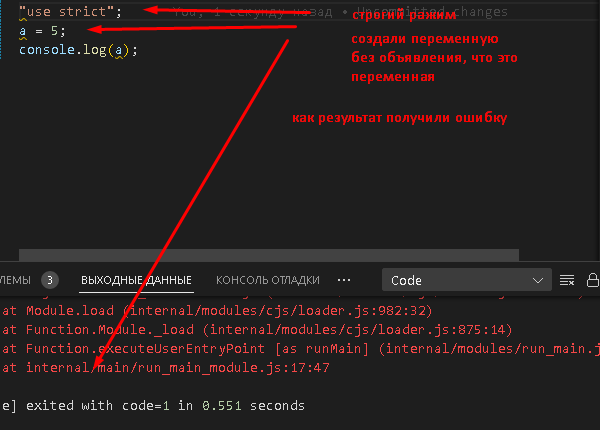 "use strict"; You, 1 секунду назад • Uncommitted changes
строгий ражим
a = 5;
создали переменную
console.log(a);
без объявления, что это
переменная
как результат получили ошибку
ЛЕМЫ 3 ВЫХОДНЫЕ ДАННЫЕ КОНСОЛЬ ОТЛАДКИ ··· Code
at Module.load (internal/modules/cjs/loader.js:982:32)
at Function.Module._load (internal/modules/cjs/loader.js:875:14)
at Function.executeUserEntryPoint [as runMain] (internal/modules/run_main.j
at internal/main/run_main_module.js:17:47
e] exited with code=1 in 0.551 seconds